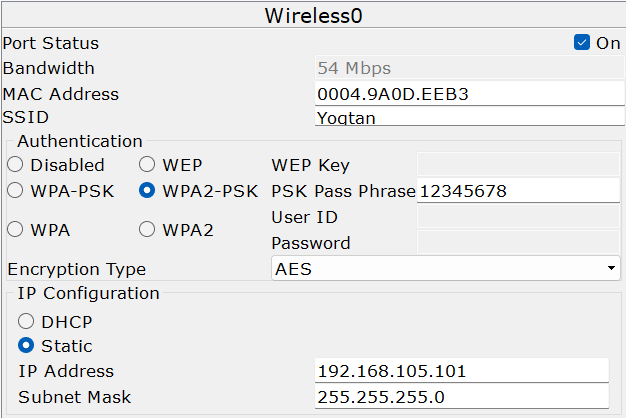 Wireless0
Port Status On
Bandwidth 54 Mbps
MAC Address 0004.9A0D.EEB3
SSID Yoqtan
Authentication
Disabled WEP WEP Key
WPA-PSK WPA2-PSK PSK Pass Phrase 12345678
User ID
WPA WPA2
Password
Encryption Type AES
IP Configuration
DHCP
Static
IP Address 192.168.105.101
Subnet Mask 255.255.255.0